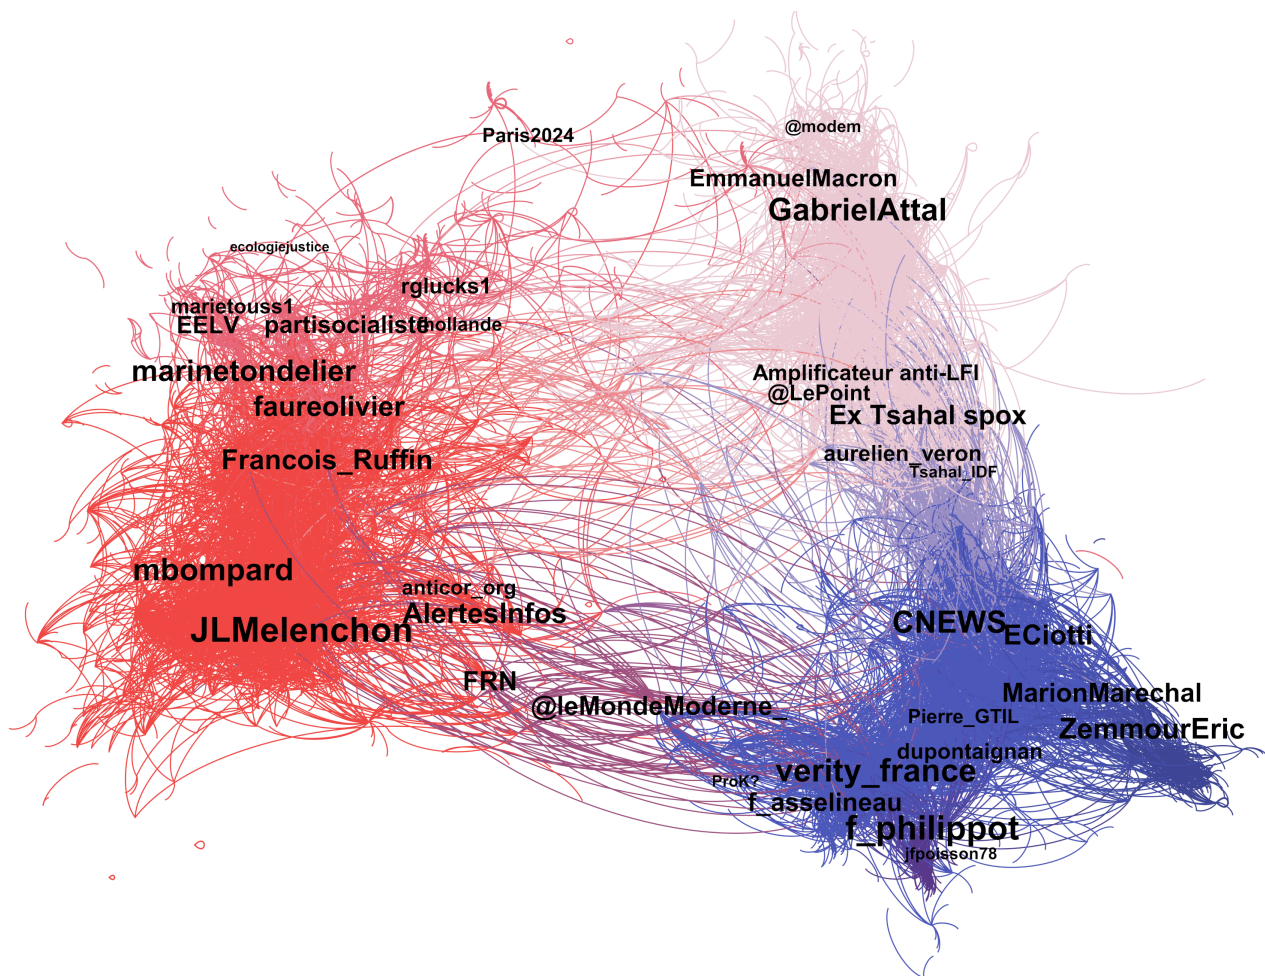 @modem
Paris2024
EmmanuelMacron
GabrielAttal
ecologiejustice
rglucks1
marietouss1
EELV
partisocialiste
fhollande
marinetondelier
Amplificateur anti-LFI
@LePoint
faureolivier
Ex Tsahal spox
Francois_Ruffin
aurelien_veron
Tsahal_IDF
mbompard
anticor_org
AlertesInfos
JLMelenchon
CNEWS
ECiotti
FRN
MarionMarechal
@leMondeModerne_
Pierre_GTIL
ZemmourEric
dupontaignan
verity_france
ProK?
f_asselineau
f_philippot
jfpoisson78